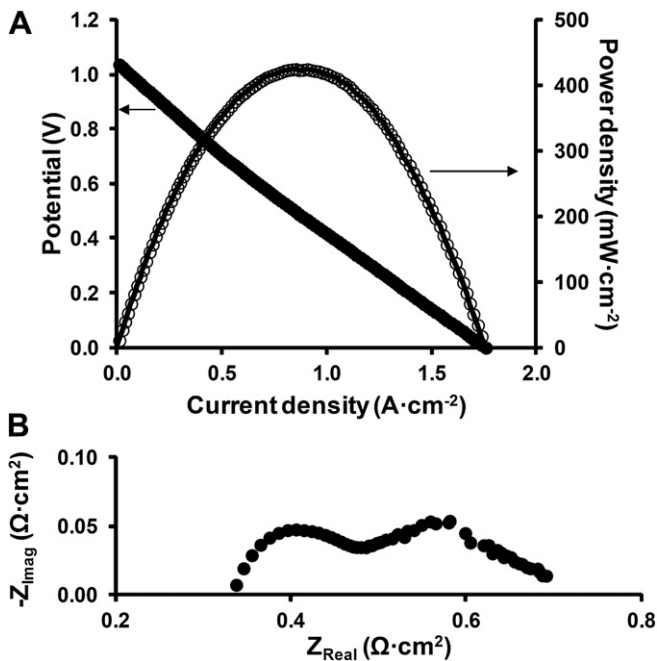 A
1.2
1.0
0.8
0.6
0.4
0.2
0.0
Potential (V)
500
400
300
200
100
0
Power density (mW·cm-2)
0.0 0.5 1.0 1.5 2.0
Current density (A·cm-2)
B
0.10
0.05
0.00
-ZImag (Ω·cm2)
0.2 0.4 0.6 0.8
ZReal (Ω·cm2)